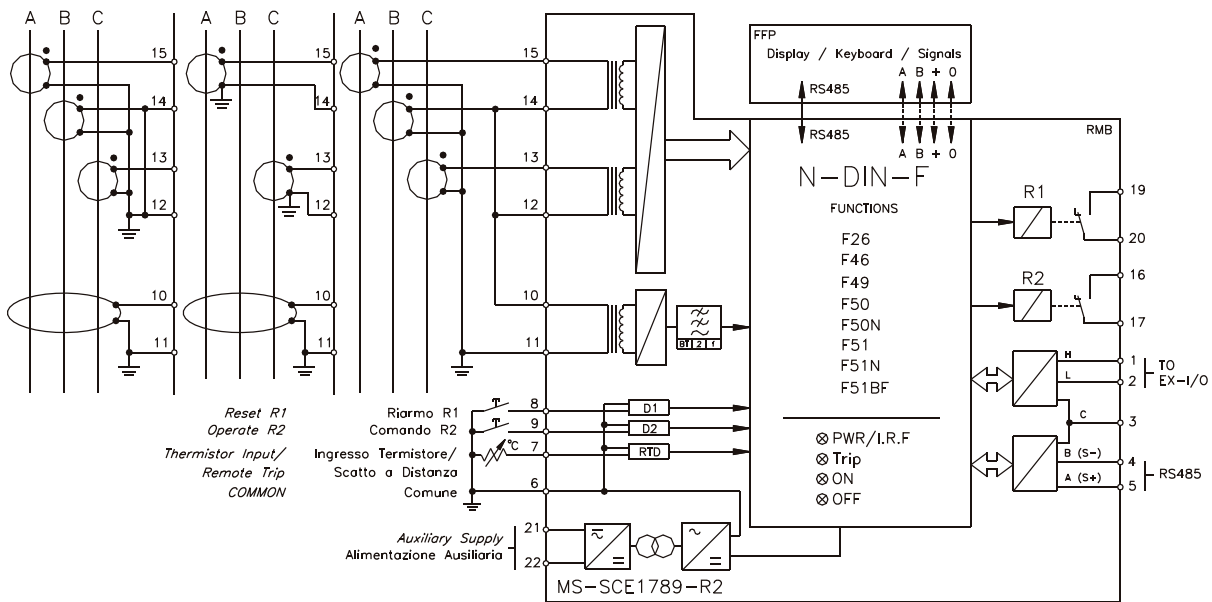 A B C
A B C
A B C
15
14
13
12
10
11
15
14
13
12
10
11
15
14
13
12
10
11
FFP
Display / Keyboard / Signals
A B + 0
RS485
RS485
A B + 0
RMB
N-DIN-F
FUNCTIONS
F26
F46
F49
F50
F50N
F51
F51N
F51BF
PWR/I.R.F
Trip
ON
OFF
BT 2 1
R1
19
20
R2
16
17
H
1
L
2
TO
EX-I/O
C
3
B (S-)
4
A (S+)
5
RS485
Reset R1
Riarmo R1
8
D1
Operate R2
Comando R2
9
D2
Thermistor Input/
Remote Trip
Ingresso Termistore/
Scatto a Distanza
°C
7
RTD
COMMON
Comune
6
Auxiliary Supply
Alimentazione Ausiliaria
21
22
MS-SCE1789-R2